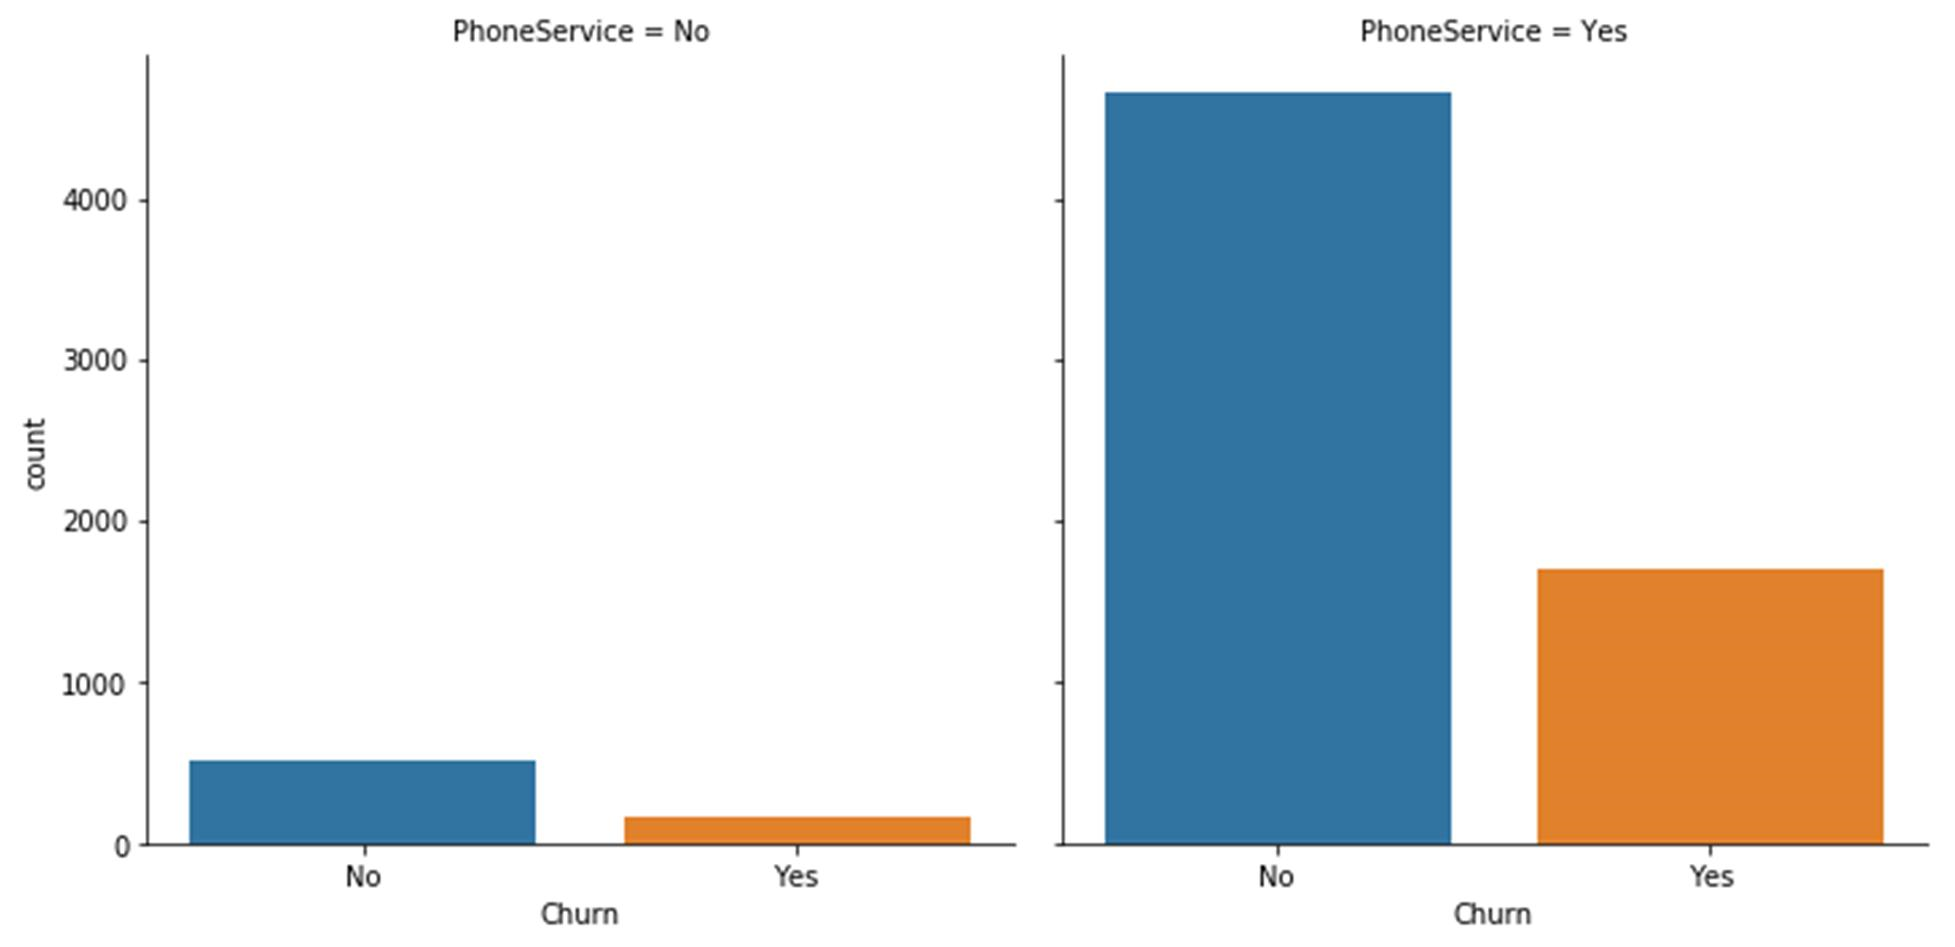 PhoneService = No
PhoneService = Yes
4000
3000
2000
1000
0
count
No
Yes
No
Yes
Churn
Churn